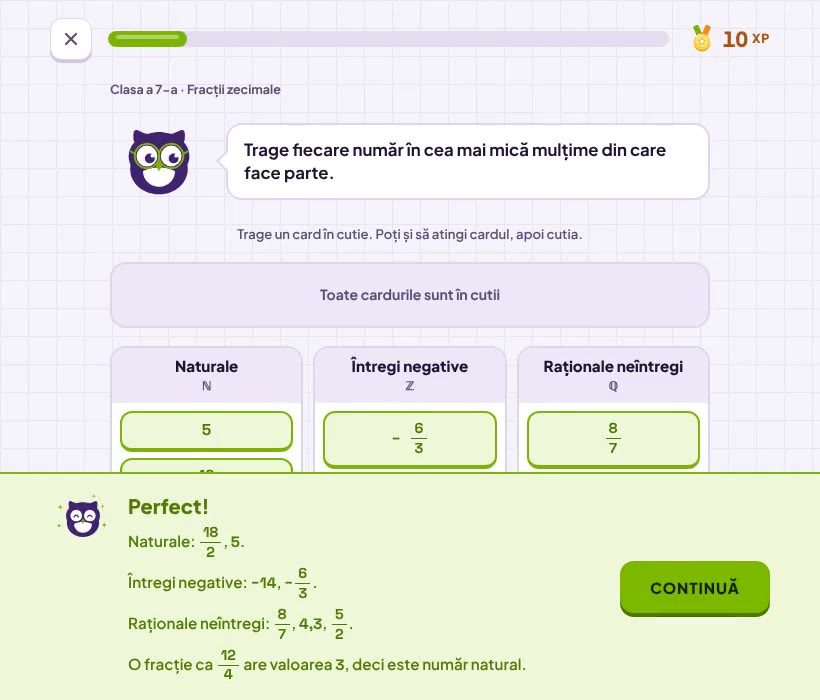 10 XP
Clasa a 7-a · Fracții zecimale
Trage fiecare număr în cea mai mică mulțime din care
face parte.
Trage un card în cutie. Poți și să atingi cardul, apoi cutia.
Toate cardurile sunt în cutii
Naturale
ℕ
Întregi negative
ℤ
Raționale neîntregi
ℚ
5
- 6/3
8/7
Perfect!
Naturale: 18/2, 5.
Întregi negative: -14, -6/3.
Raționale neîntregi: 8/7, 4,3, 5/2.
O fracție ca 12/4 are valoarea 3, deci este număr natural.
CONTINUĂ